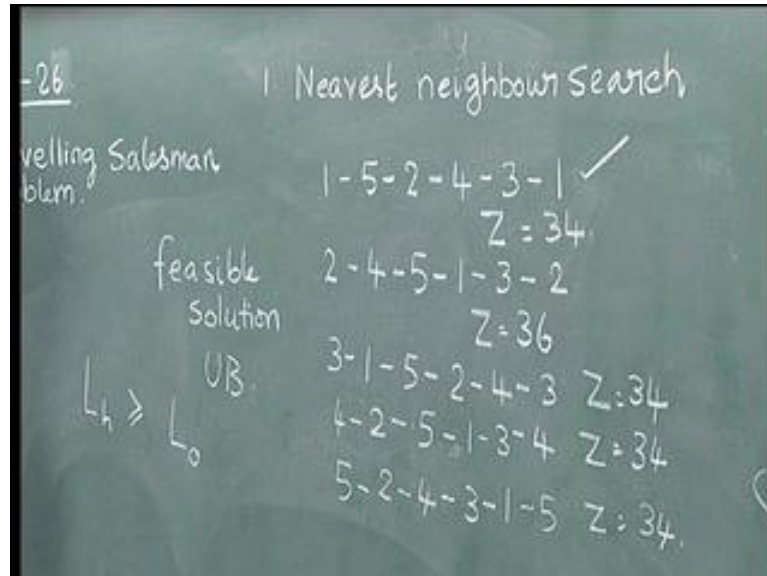 -26
1 Nearest neighbour search
velling Salesman
blem.
1-5-2-4-3-1 ✓
Z = 34.
feasible
Solution
UB.
2-4-5-1-3-2
Z = 36
3-1-5-2-4-3 Z = 34
4-2-5-1-3-4 Z = 34
5-2-4-3-1-5 Z = 34.
L_h ≥ L_o